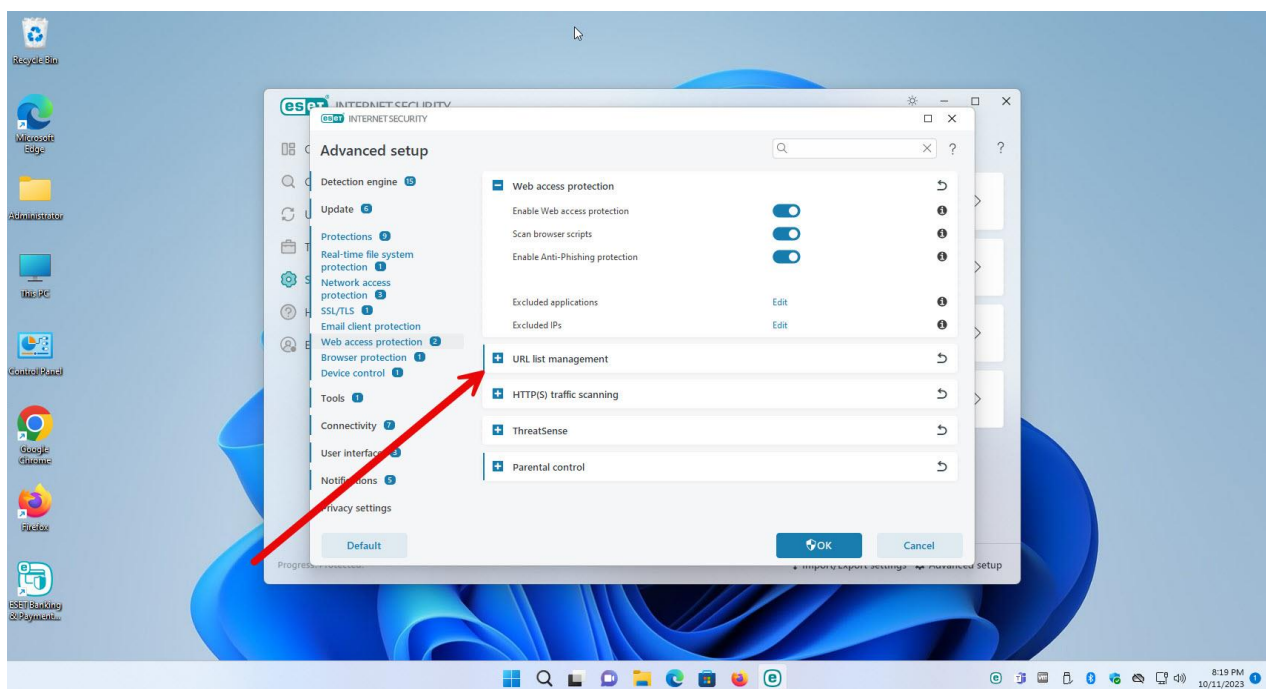 Recycle Bin
Microsoft
Edge
Administrator
This PC
Control Panel
Google
Chrome
Firefox
ESET Banking
& Payment...
eset INTERNET SECURITY
eset INTERNET SECURITY
Advanced setup
?
?
Detection engine 15
Update 6
Protections 9
Real-time file system
protection 1
Network access
protection 3
SSL/TLS 1
Email client protection
Web access protection 2
Browser protection 1
Device control 1
Tools 1
Connectivity 7
User interface 3
Notifications 5
Privacy settings
Web access protection
Enable Web access protection
Scan browser scripts
Enable Anti-Phishing protection
Excluded applications Edit
Excluded IPs Edit
URL list management
HTTP(S) traffic scanning
ThreatSense
Parental control
Default
OK
Cancel
Import/Export settings
Advanced setup
8:19 PM
10/11/2023
1